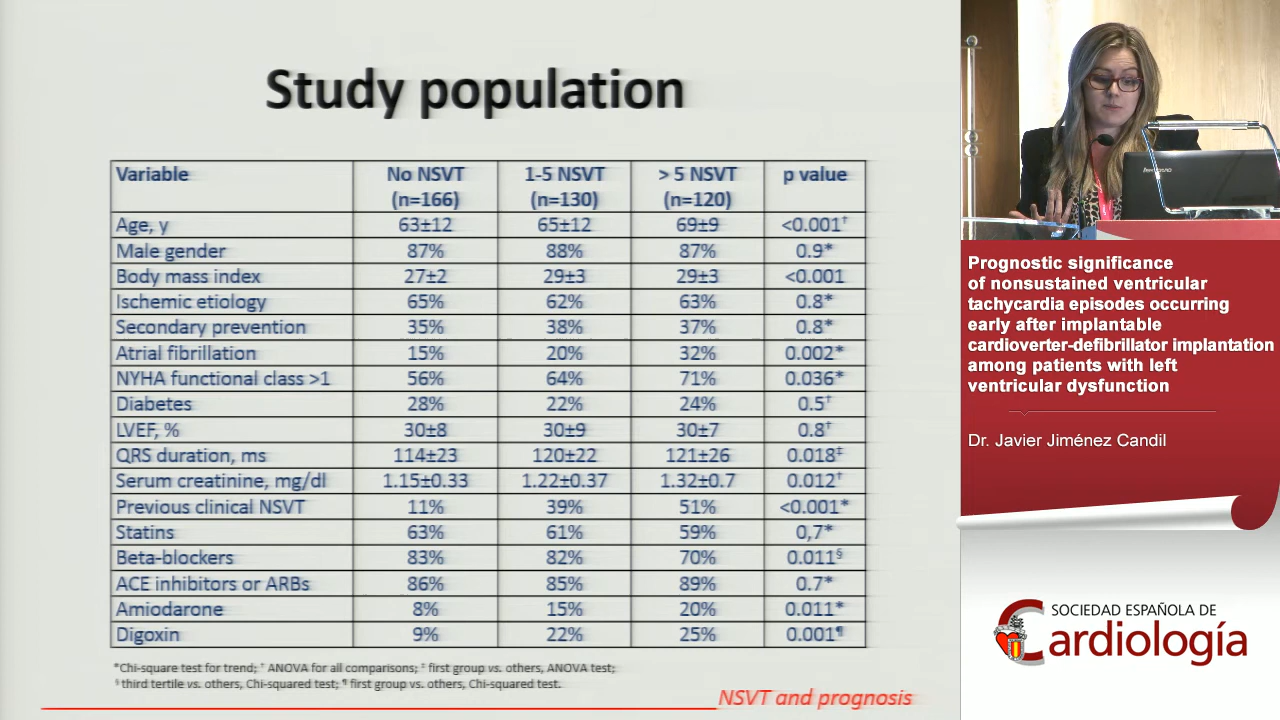 Study population
Variable No NSVT (n=166) 1-5 NSVT (n=130) > 5 NSVT (n=120) p value
Age, y 63±12 65±12 69±9 <0.001†
Male gender 87% 88% 87% 0.9*
Body mass index 27±2 29±3 29±3 <0.001
Ischemic etiology 65% 62% 63% 0.8*
Secondary prevention 35% 38% 37% 0.8*
Atrial fibrillation 15% 20% 32% 0.002*
NYHA functional class >1 56% 64% 71% 0.036*
Diabetes 28% 22% 24% 0.5†
LVEF, % 30±8 30±9 30±7 0.8†
QRS duration, ms 114±23 120±22 121±26 0.018‡
Serum creatinine, mg/dl 1.15±0.33 1.22±0.37 1.32±0.7 0.012†
Previous clinical NSVT 11% 39% 51% <0.001*
Statins 63% 61% 59% 0,7*
Beta-blockers 83% 82% 70% 0.011§
ACE inhibitors or ARBs 86% 85% 89% 0.7*
Amiodarone 8% 15% 20% 0.011*
Digoxin 9% 22% 25% 0.001¶
*Chi-square test for trend; † ANOVA for all comparisons; ‡ first group vs. others, ANOVA test;
§ third tertile vs. others, Chi-squared test; ¶ first group vs. others, Chi-squared test.
NSVT and prognosis
lenovo
Prognostic significance
of nonsustained ventricular
tachycardia episodes occurring
early after implantable
cardioverter-defibrillator implantation
among patients with left
ventricular dysfunction
Dr. Javier Jiménez Candil
SOCIEDAD ESPAÑOLA DE
Cardiología